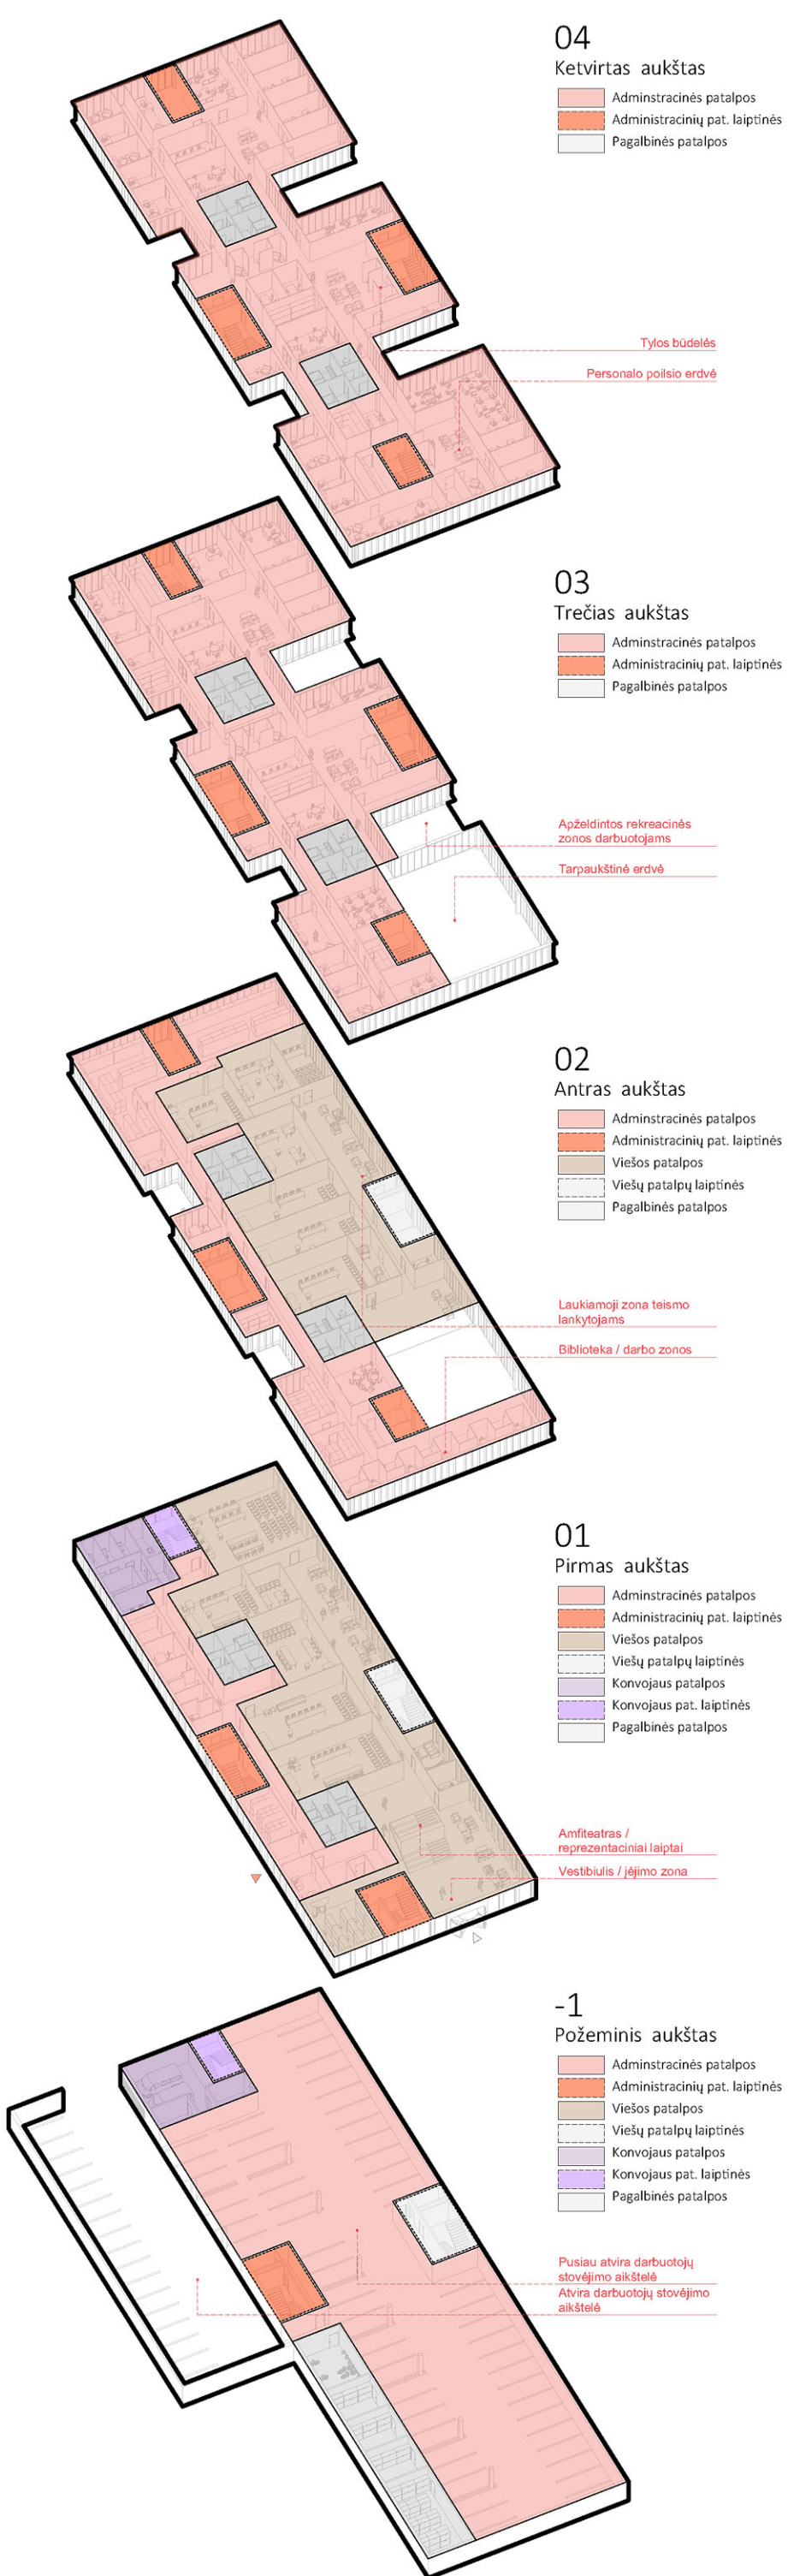 04
Ketvirtas aukštas
Adminstracinės patalpos
Administracinių pat. laiptinės
Pagalbinės patalpos
Tylos būdelės
Personalo poilsio erdvė
03
Trečias aukštas
Adminstracinės patalpos
Administracinių pat. laiptinės
Pagalbinės patalpos
Apželdintos rekreacinės
zonos darbuotojams
Tarpaukštinė erdvė
02
Antras aukštas
Adminstracinės patalpos
Administracinių pat. laiptinės
Viešos patalpos
Viešų patalpų laiptinės
Pagalbinės patalpos
Laukiamoji zona teismo
lankytojams
Biblioteka / darbo zonos
01
Pirmas aukštas
Adminstracinės patalpos
Administracinių pat. laiptinės
Viešos patalpos
Viešų patalpų laiptinės
Konvojaus patalpos
Konvojaus pat. laiptinės
Pagalbinės patalpos
Amfiteatras /
reprezentaciniai laiptai
Vestibiulis / įėjimo zona
-1
Požeminis aukštas
Adminstracinės patalpos
Administracinių pat. laiptinės
Viešos patalpos
Viešų patalpų laiptinės
Konvojaus patalpos
Konvojaus pat. laiptinės
Pagalbinės patalpos
Pusiau atvira darbuotojų
stovėjimo aikštelė
Atvira darbuotojų stovėjimo
aikštelė